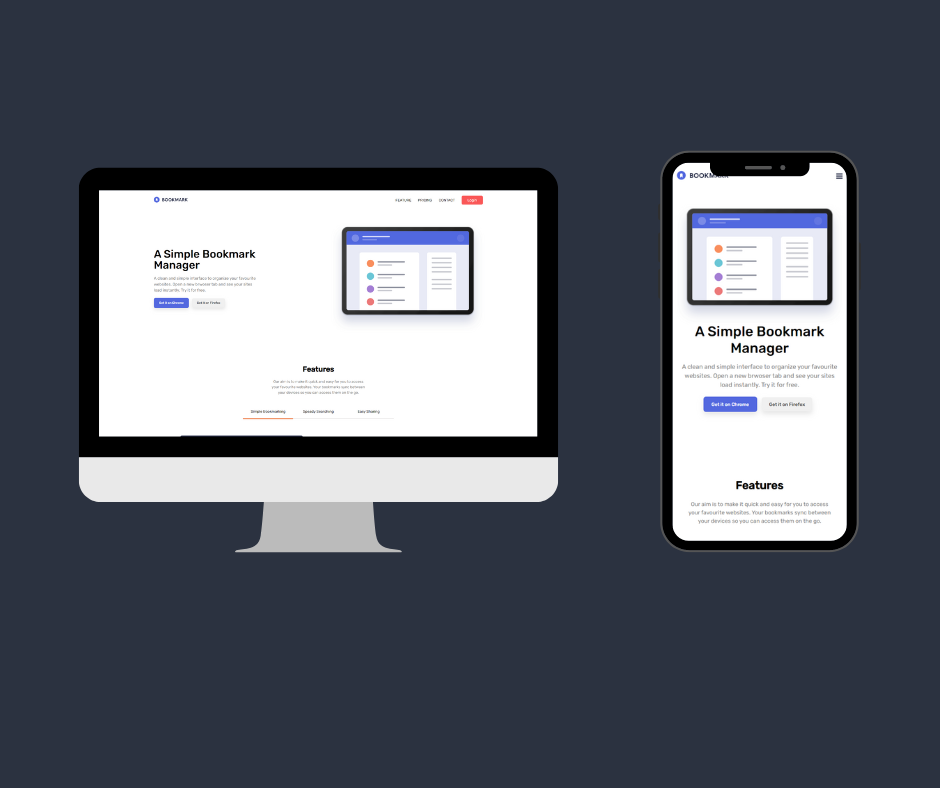 BOOKMARK
FEATURE PRICING CONTACT Login
A Simple Bookmark
Manager
A clean and simple interface to organize your favourite
websites. Open a new brwoser tab and see your sites
load instantly. Try it for free.
Get it on Chrome Get it on Firefox
Features
Our aim is to make it quick and easy for you to access
your favourite websites. Your bookmarks sync between
your devices so you can access them on the go.
Simple Bookmarking Speedy Searching Easy Sharing
BOOKMARK
A Simple Bookmark
Manager
A clean and simple interface to organize your favourite
websites. Open a new brwoser tab and see your sites
load instantly. Try it for free.
Get it on Chrome Get it on Firefox
Features
Our aim is to make it quick and easy for you to access
your favourite websites. Your bookmarks sync between
your devices so you can access them on the go.